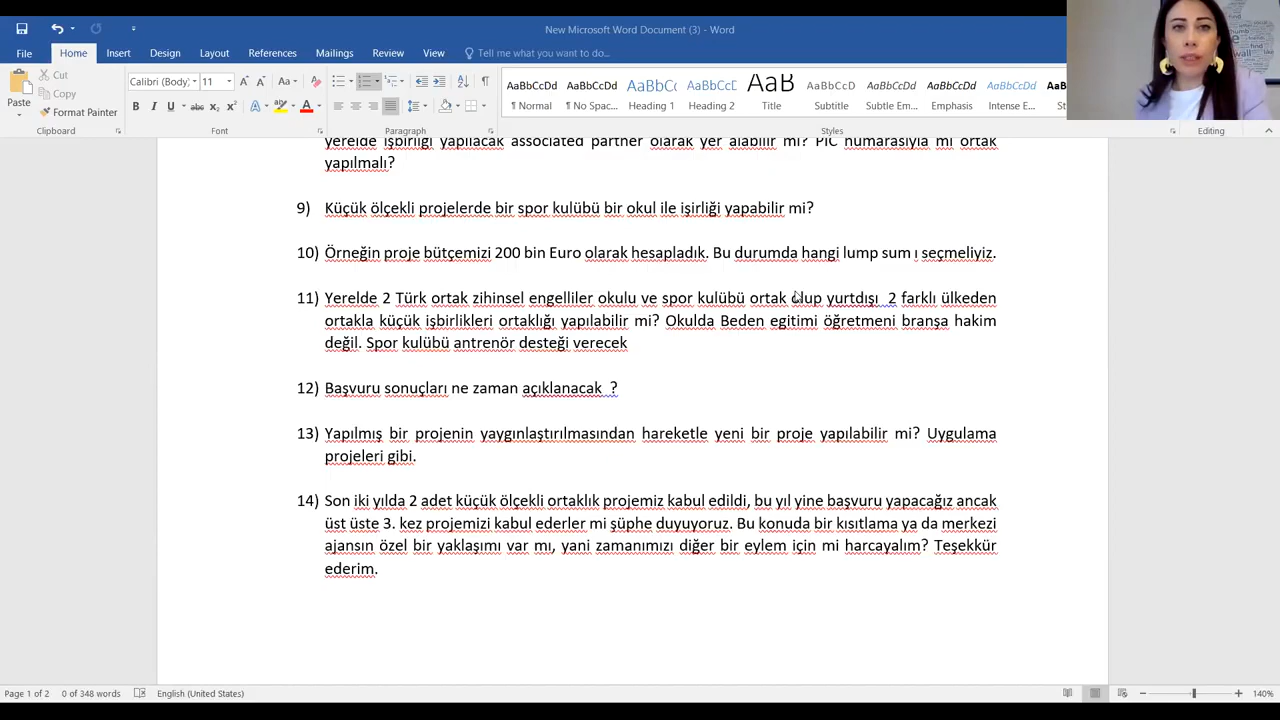 New Microsoft Word Document (3) - Word
File Home Insert Design Layout References Mailings Review View Tell me what you want to do...
Paste Cut Copy Format Painter
Calibri (Body) 11
AaBbCcDd AaBbCcDd AaBbCc AaBbCcD AaB AaBbCcD AaBbCcDd AaBbCcDd AaBbCcDd
¶ Normal ¶ No Spac... Heading 1 Heading 2 Title Subtitle Subtle Em... Emphasis Intense E...
Clipboard Font Paragraph Styles Editing
yerelde işbirliği yapılacak associated partner olarak yer alabilir mi? PIC numarasıyla mı ortak
yapılmalı?
9) Küçük ölçekli projelerde bir spor kulübü bir okul ile işirliği yapabilir mi?
10) Örneğin proje bütçemizi 200 bin Euro olarak hesapladık. Bu durumda hangi lump sum ı seçmeliyiz.
11) Yerelde 2 Türk ortak zihinsel engelliler okulu ve spor kulübü ortak olup yurtdışı 2 farklı ülkeden
ortakla küçük işbirlikleri ortaklığı yapılabilir mi? Okulda Beden egitimi öğretmeni branşa hakim
değil. Spor kulübü antrenör desteği verecek
12) Başvuru sonuçları ne zaman açıklanacak ?
13) Yapılmış bir projenin yaygınlaştırılmasından hareketle yeni bir proje yapılabilir mi? Uygulama
projeleri gibi.
14) Son iki yılda 2 adet küçük ölçekli ortaklık projemiz kabul edildi, bu yıl yine başvuru yapacağız ancak
üst üste 3. kez projemizi kabul ederler mi şüphe duyuyoruz. Bu konuda bir kısıtlama ya da merkezi
ajansın özel bir yaklaşımı var mı, yani zamanımızı diğer bir eylem için mi harcayalım? Teşekkür
ederim.
Page 1 of 2 0 of 348 words English (United States) 140%